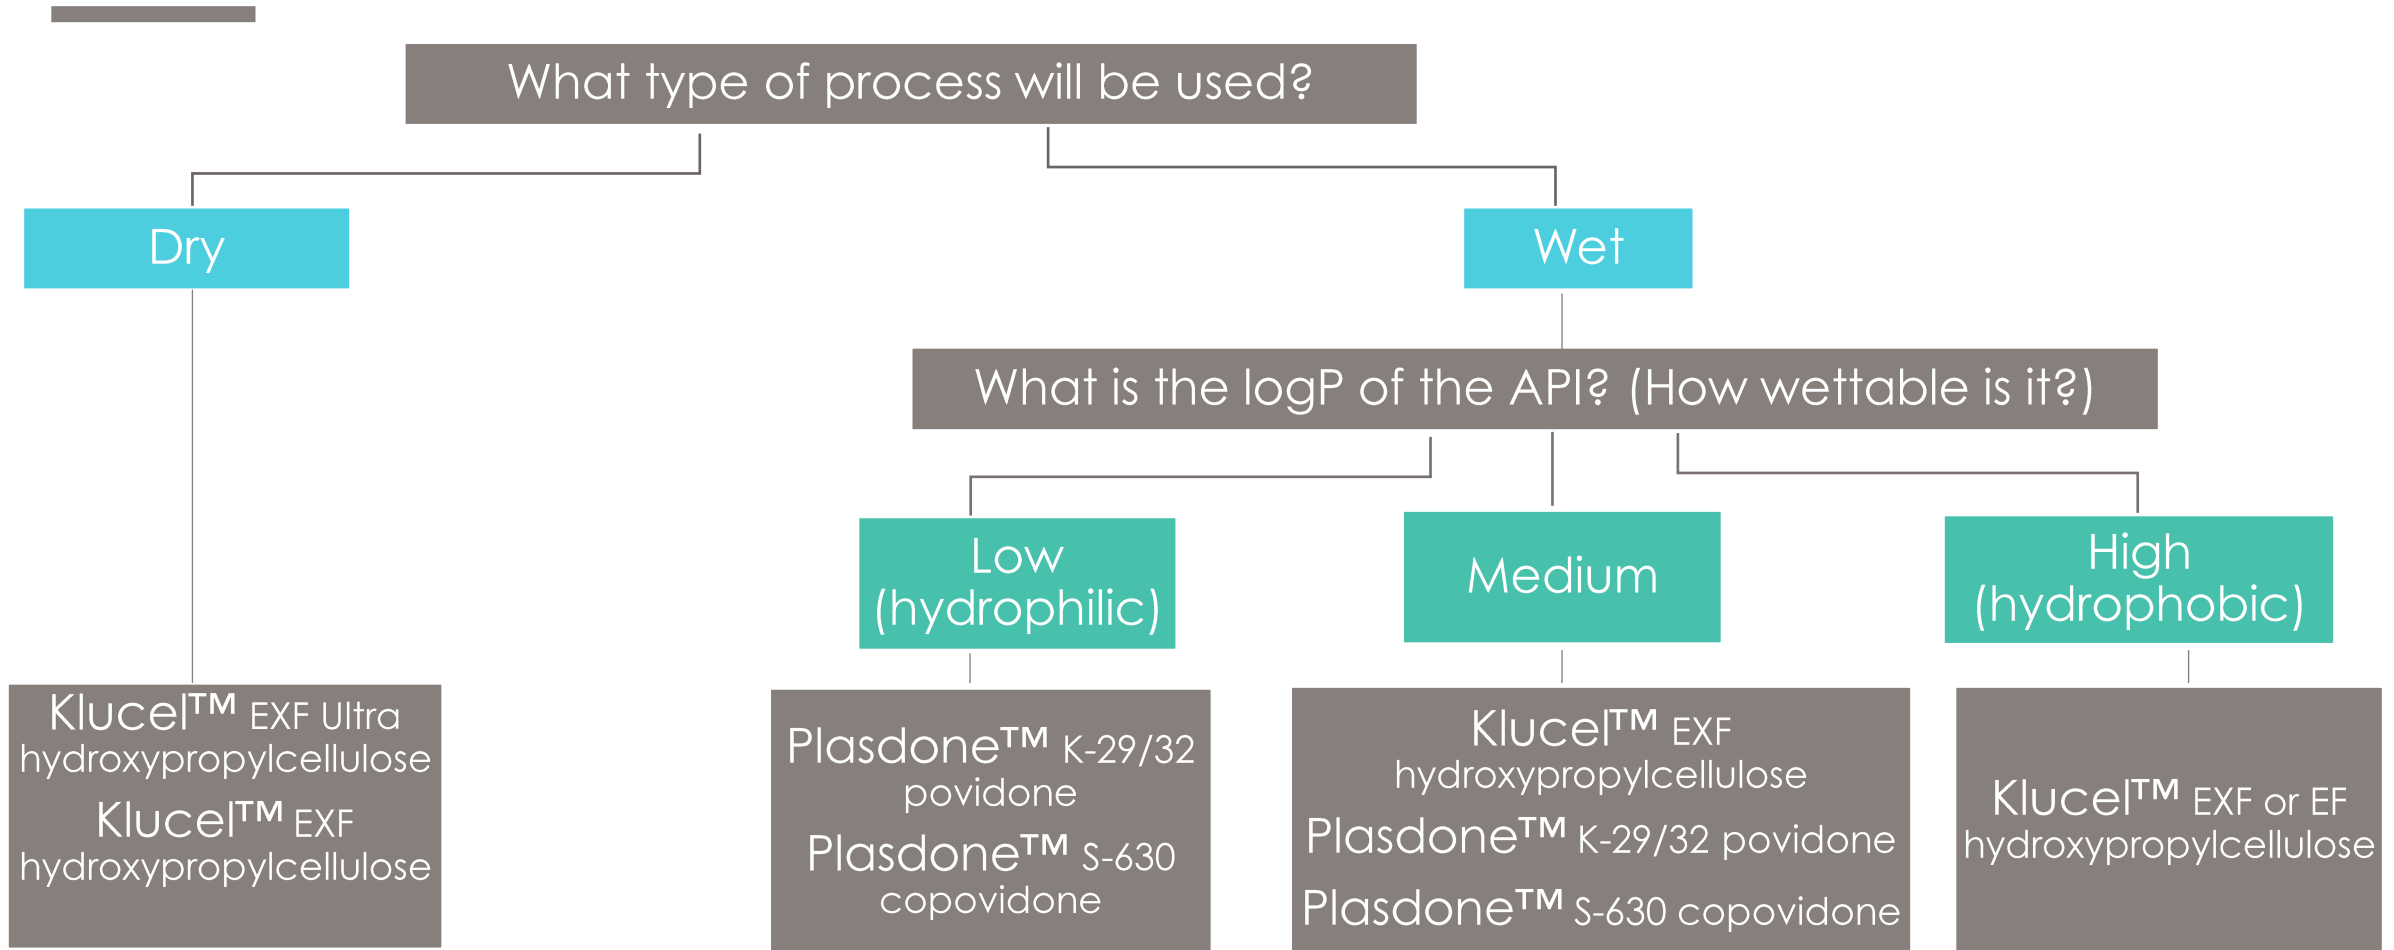 What type of process will be used?
Dry
Wet
What is the logP of the API? (How wettable is it?)
Low
(hydrophilic)
Medium
High
(hydrophobic)
Klucel™ EXF Ultra
hydroxypropylcellulose
Klucel™ EXF
hydroxypropylcellulose
Plasdone™ K-29/32
povidone
Plasdone™ S-630
copovidone
Klucel™ EXF
hydroxypropylcellulose
Plasdone™ K-29/32 povidone
Plasdone™ S-630 copovidone
Klucel™ EXF or EF
hydroxypropylcellulose